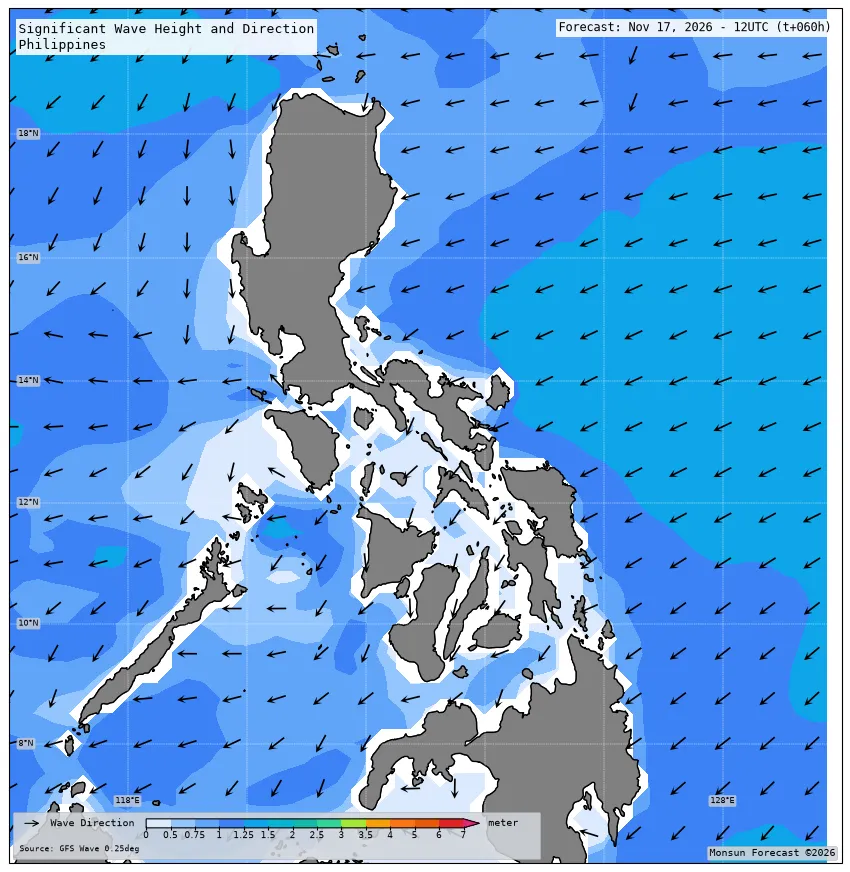 Significant Wave Height and Direction
Philippines
Forecast: Nov 17, 2026 - 12UTC (t+060h)
18°N
16°N
14°N
12°N
10°N
8°N
118°E
128°E
Wave Direction
0 0.5 0.75 1 1.25 1.5 2 2.5 3 3.5 4 5 6 7
meter
Source: GFS Wave 0.25deg
Monsun Forecast ©2026